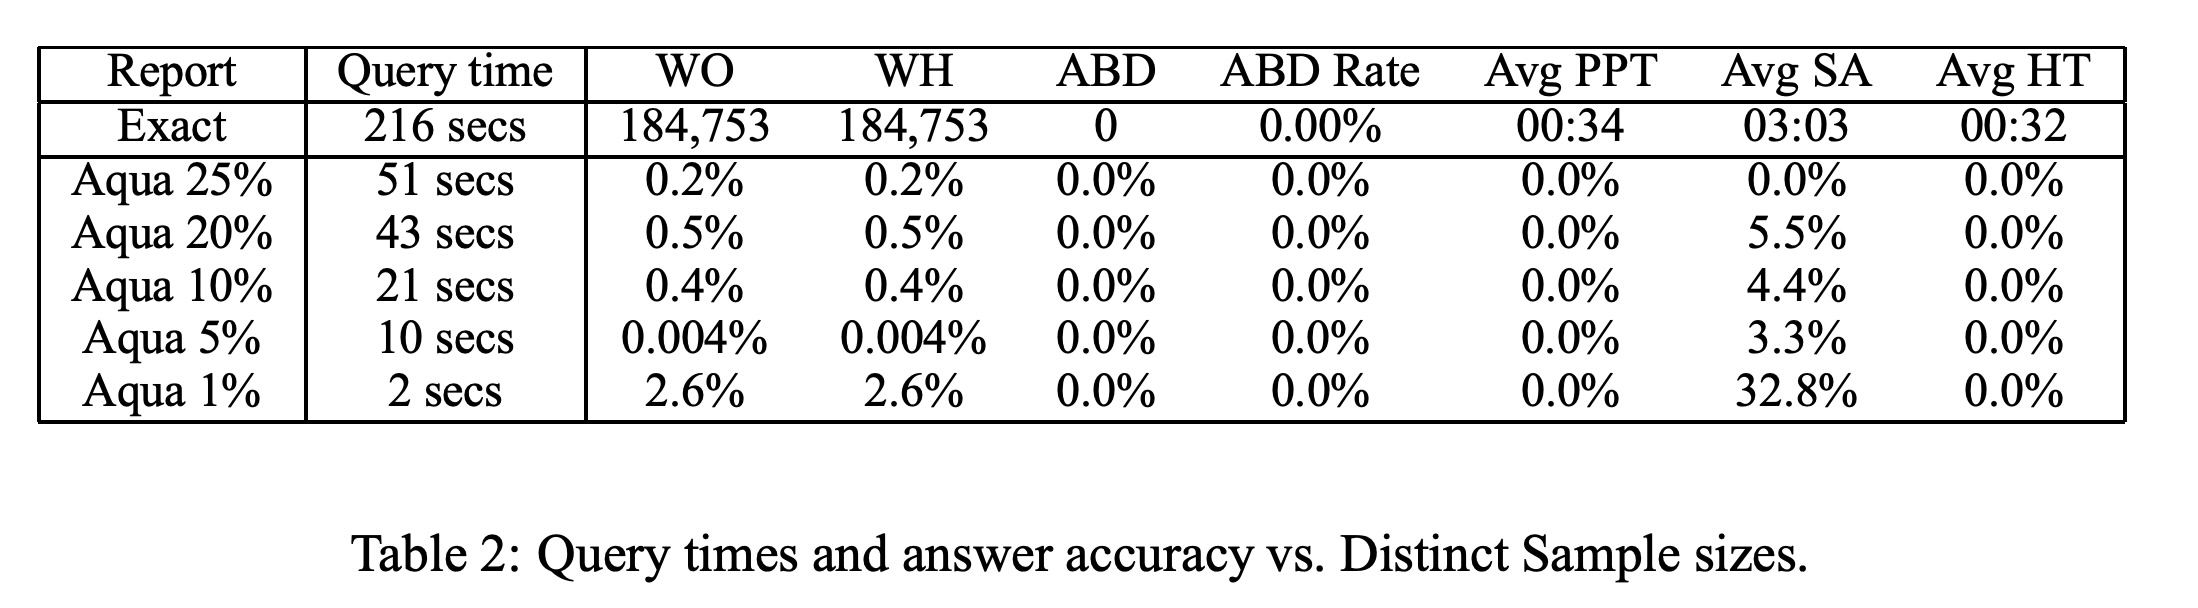 Report Query time WO WH ABD ABD Rate Avg PPT Avg SA Avg HT
Exact 216 secs 184,753 184,753 0 0.00% 00:34 03:03 00:32
Aqua 25% 51 secs 0.2% 0.2% 0.0% 0.0% 0.0% 0.0% 0.0%
Aqua 20% 43 secs 0.5% 0.5% 0.0% 0.0% 0.0% 5.5% 0.0%
Aqua 10% 21 secs 0.4% 0.4% 0.0% 0.0% 0.0% 4.4% 0.0%
Aqua 5% 10 secs 0.004% 0.004% 0.0% 0.0% 0.0% 3.3% 0.0%
Aqua 1% 2 secs 2.6% 2.6% 0.0% 0.0% 0.0% 32.8% 0.0%
Table 2: Query times and answer accuracy vs. Distinct Sample sizes.